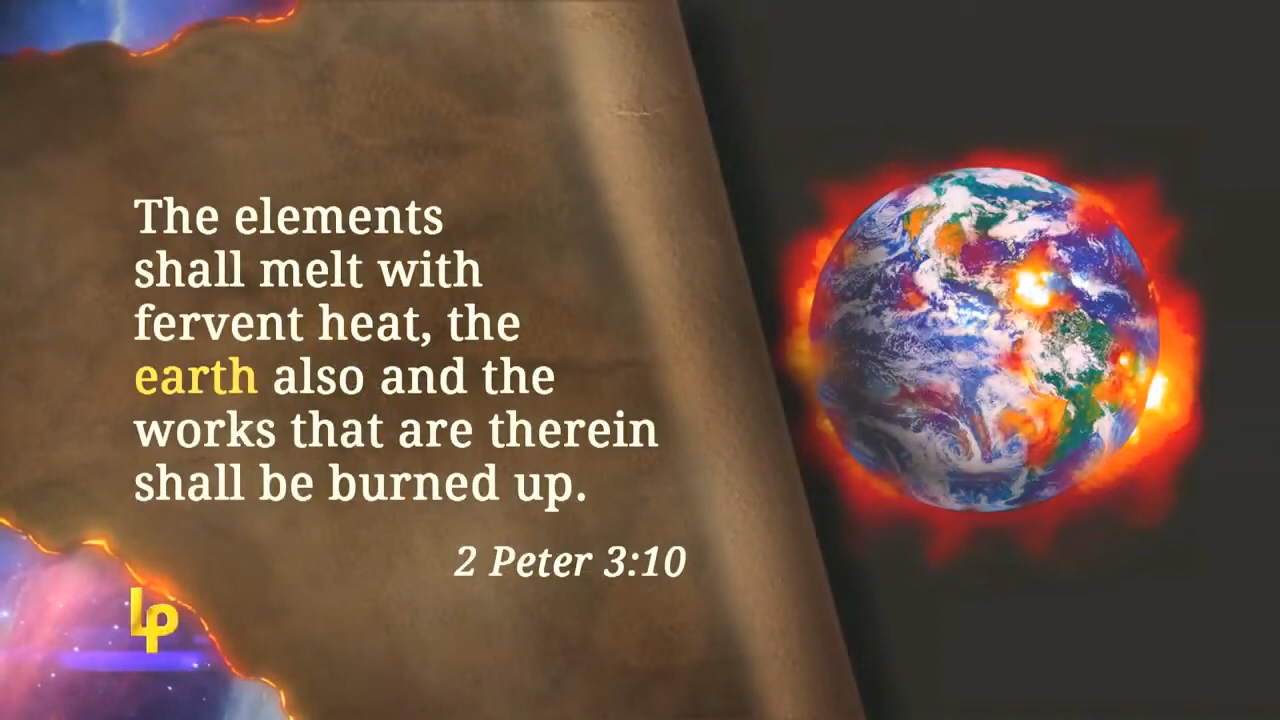 The elements
shall melt with
fervent heat, the
earth also and the
works that are therein
shall be burned up.
2 Peter 3:10
LP